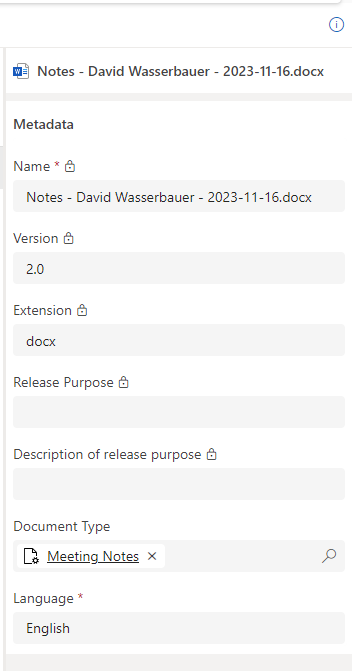 Notes - David Wasserbauer - 2023-11-16.docx
Metadata
Name *
Notes - David Wasserbauer - 2023-11-16.docx
Version
2.0
Extension
docx
Release Purpose
Description of release purpose
Document Type
Meeting Notes
Language *
English